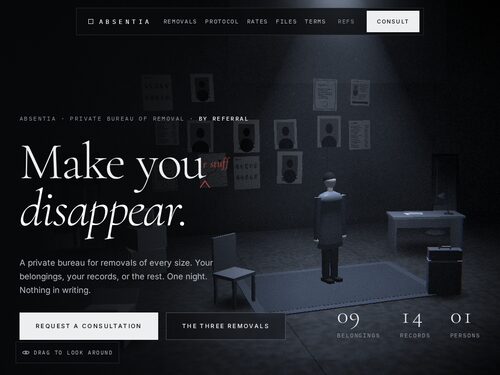 ABSENTIA
REMOVALS PROTOCOL RATES FILES TERMS REFS CONSULT
ABSENTIA · PRIVATE BUREAU OF REMOVAL · BY REFERRAL
r stuff
Make you
disappear.
A private bureau for removals of every size. Your
belongings, your records, or the rest. One night.
Nothing in writing.
REQUEST A CONSULTATION
THE THREE REMOVALS
09 14 01
BELONGINGS RECORDS PERSONS
DRAG TO LOOK AROUND